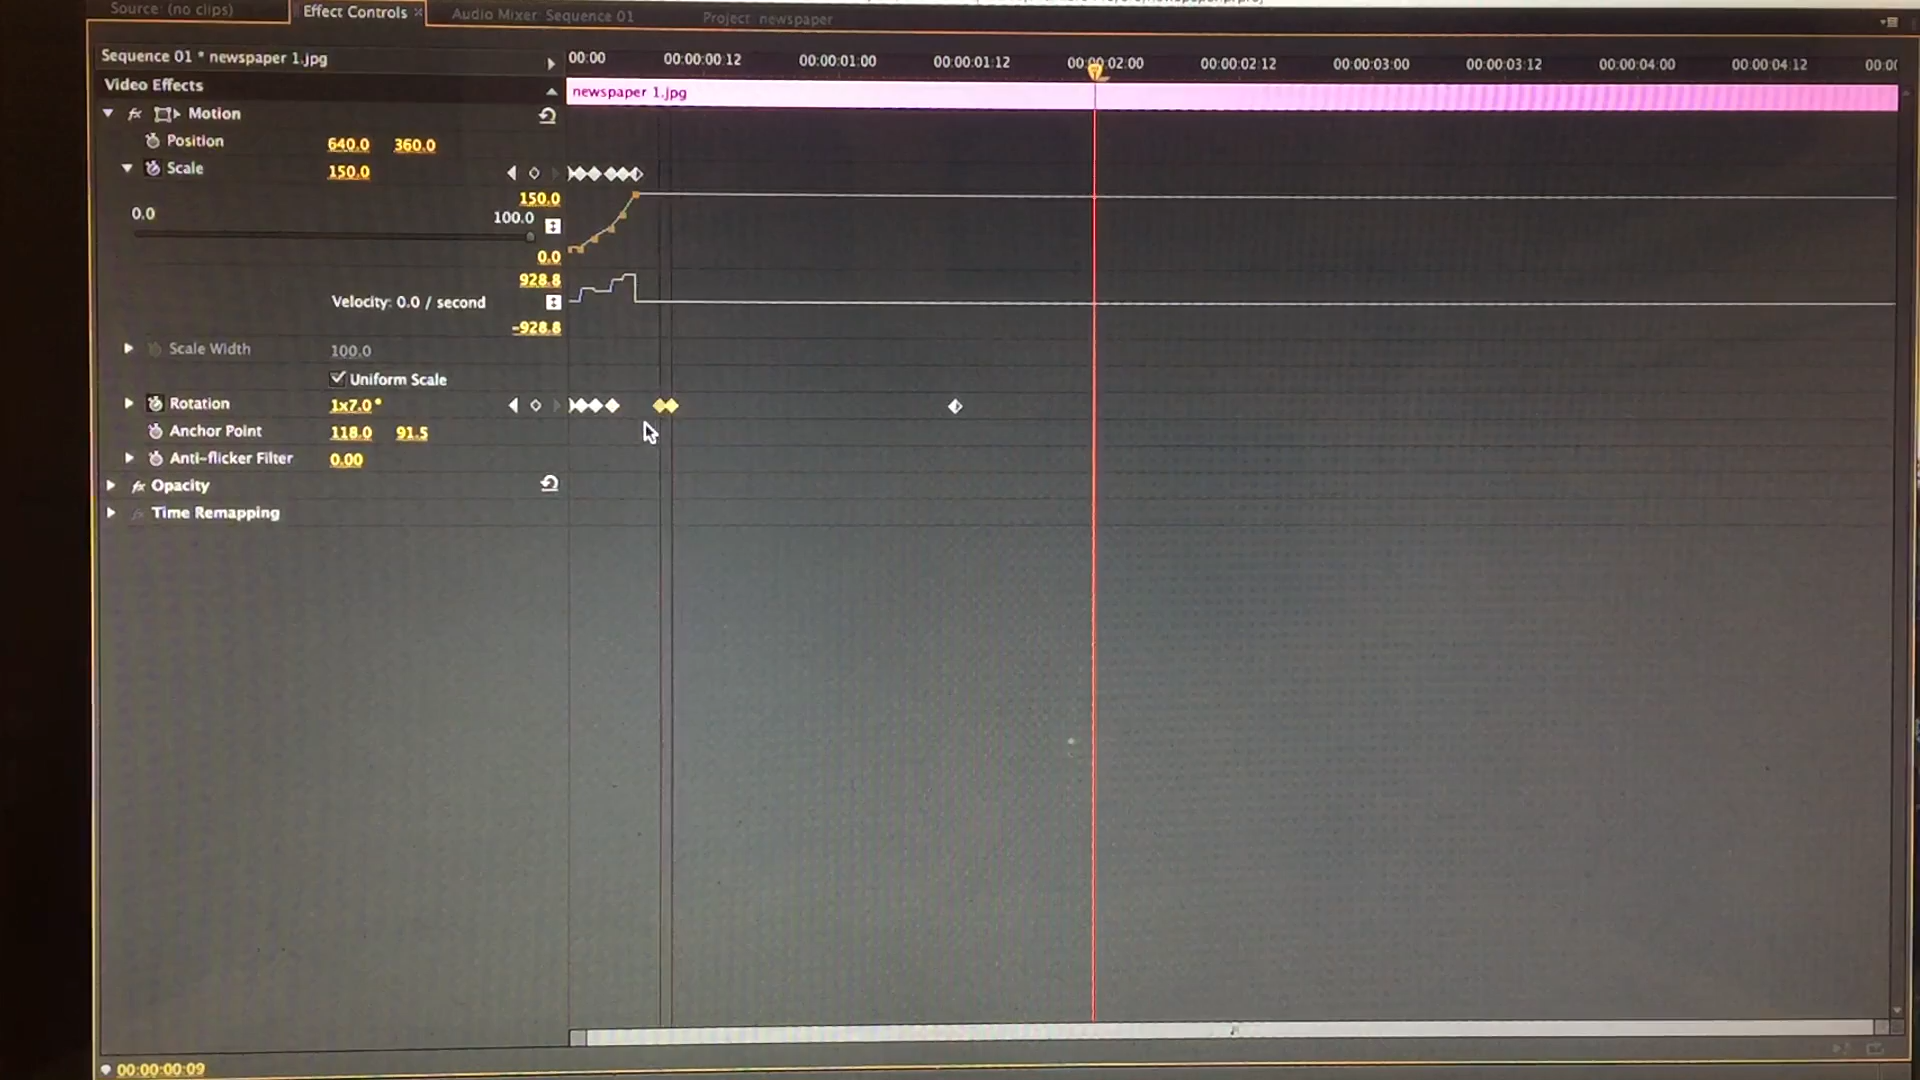 Source: (no clips)
Effect Controls
Audio Mixer: Sequence 01
Project: newspaper
Sequence 01 * newspaper 1.jpg
00:00
00:00:00:12
00:00:01:00
00:00:01:12
00:00:02:00
00:00:02:12
00:00:03:00
00:00:03:12
00:00:04:00
00:00:04:12
00:0
Video Effects
newspaper 1.jpg
fx Motion
Position 640.0 360.0
Scale 150.0
150.0
0.0
100.0
0.0
928.8
Velocity: 0.0 / second
-928.8
Scale Width 100.0
Uniform Scale
Rotation 1x7.0°
Anchor Point 118.0 91.5
Anti-flicker Filter 0.00
fx Opacity
fx Time Remapping
00:00:00:09